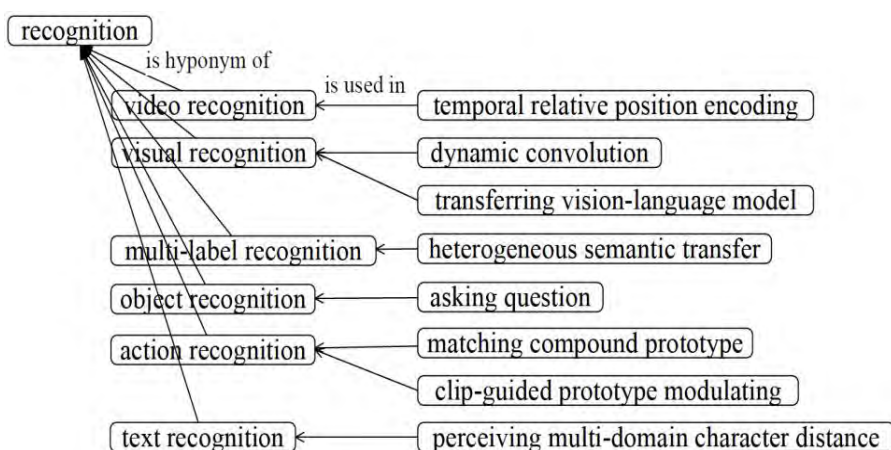 recognition
is hyponym of
is used in
video recognition
temporal relative position encoding
visual recognition
dynamic convolution
transferring vision-language model
multi-label recognition
heterogeneous semantic transfer
object recognition
asking question
action recognition
matching compound prototype
clip-guided prototype modulating
text recognition
perceiving multi-domain character distance